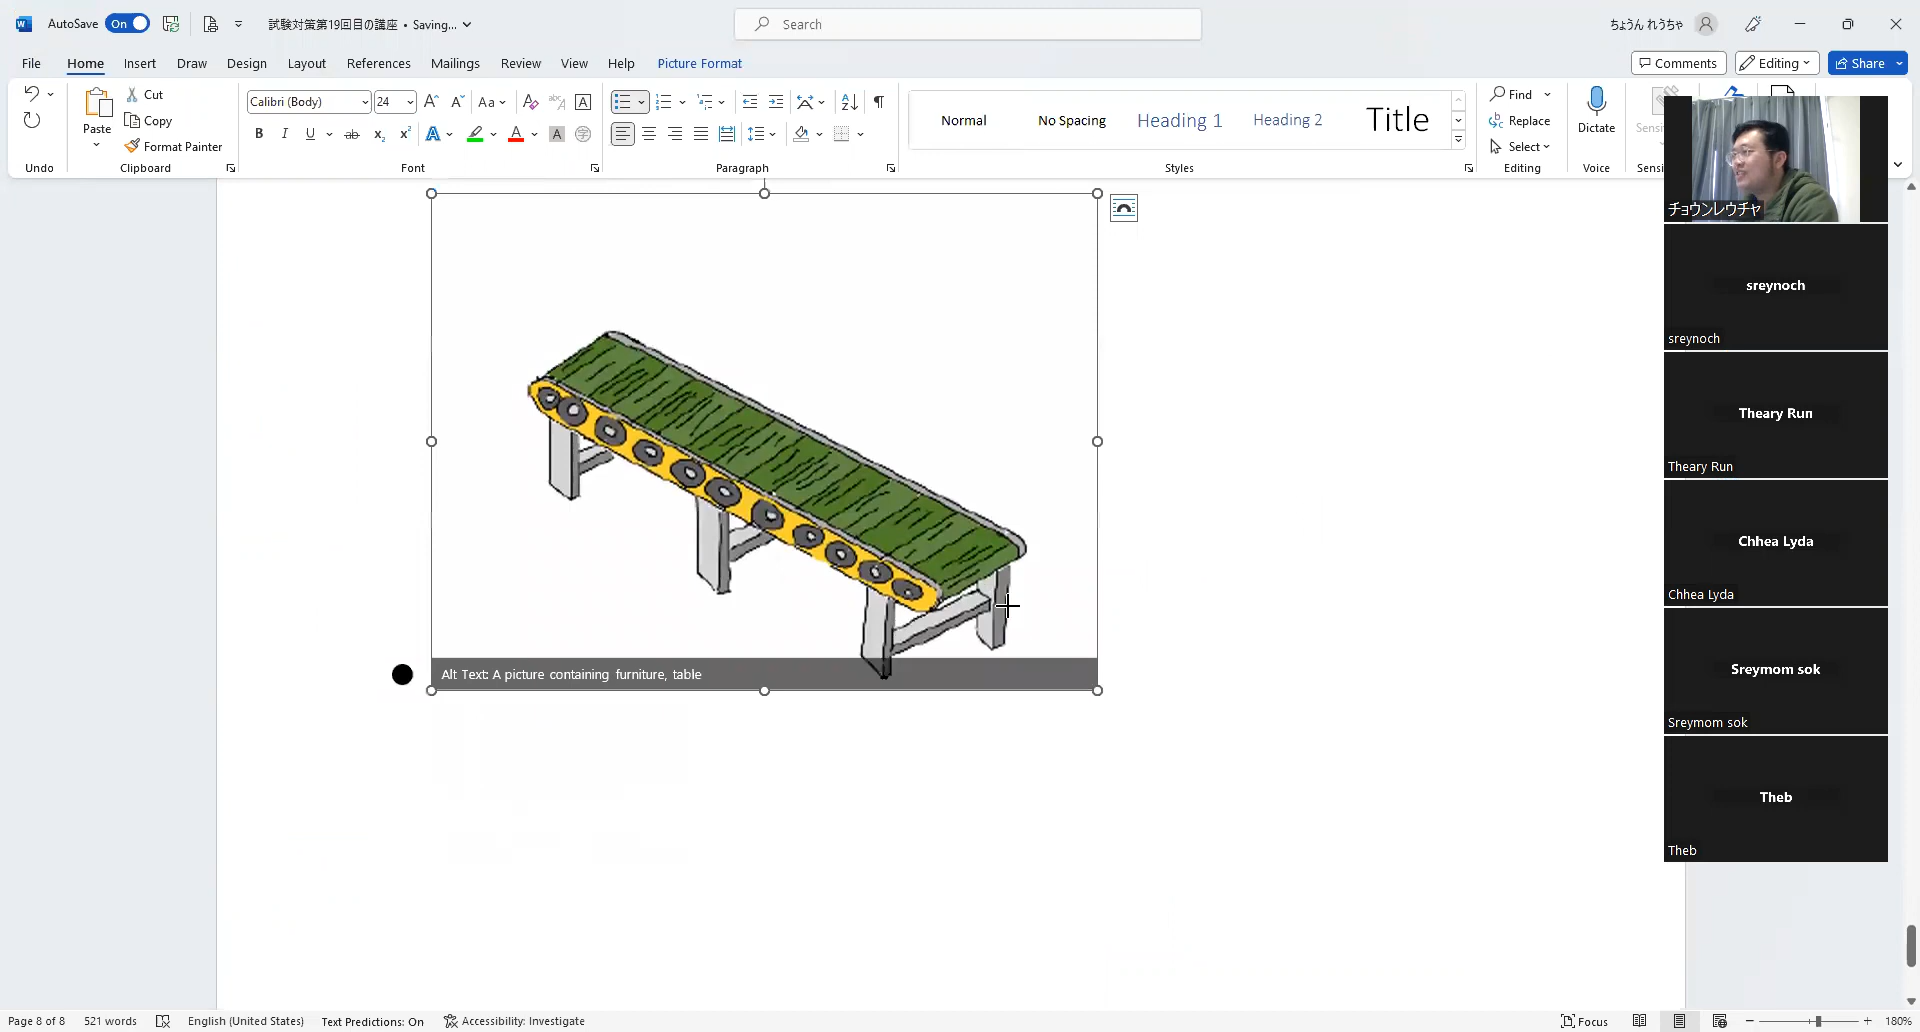 AutoSave On 試験対策第19回目の講座 • Saving... Search ちょうん れうちゃ
File Home Insert Draw Design Layout References Mailings Review View Help Picture Format Comments Editing Share
Undo
Paste
Cut
Copy
Format Painter
Clipboard
Calibri (Body) 24
Font
Paragraph
Normal No Spacing Heading 1 Heading 2 Title
Styles
Find
Replace
Select
Editing
Dictate
Voice
Sensi
Sensi
Alt Text: A picture containing furniture, table
チョウンレウチャ
sreynoch
sreynoch
Theary Run
Theary Run
Chhea Lyda
Chhea Lyda
Sreymom sok
Sreymom sok
Theb
Theb
Page 8 of 8 521 words English (United States) Text Predictions: On Accessibility: Investigate Focus 180%